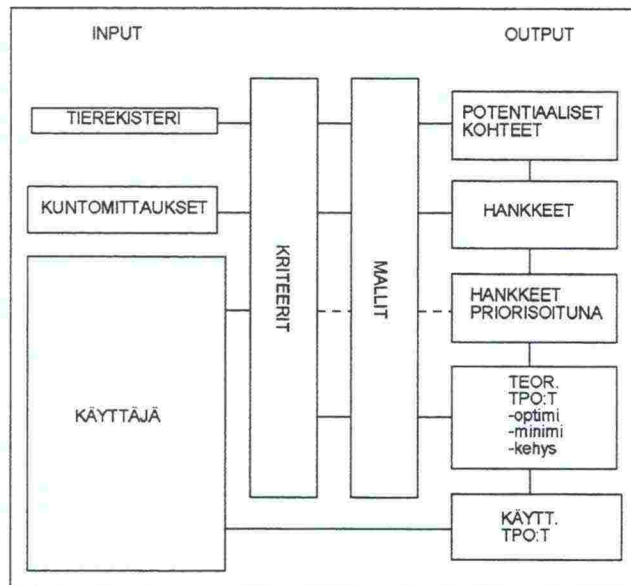 INPUT
OUTPUT
TIEREKISTERI
KUNTOMITTAUKSET
KÄYTTÄJÄ
KRITEERIT
MALLIT
POTENTIAALISET
KOHTEET
HANKKEET
HANKKEET
PRIORISOITUNA
TEOR.
TPO:T
-optimi
-minimi
-kehys
KÄYTT.
TPO:T